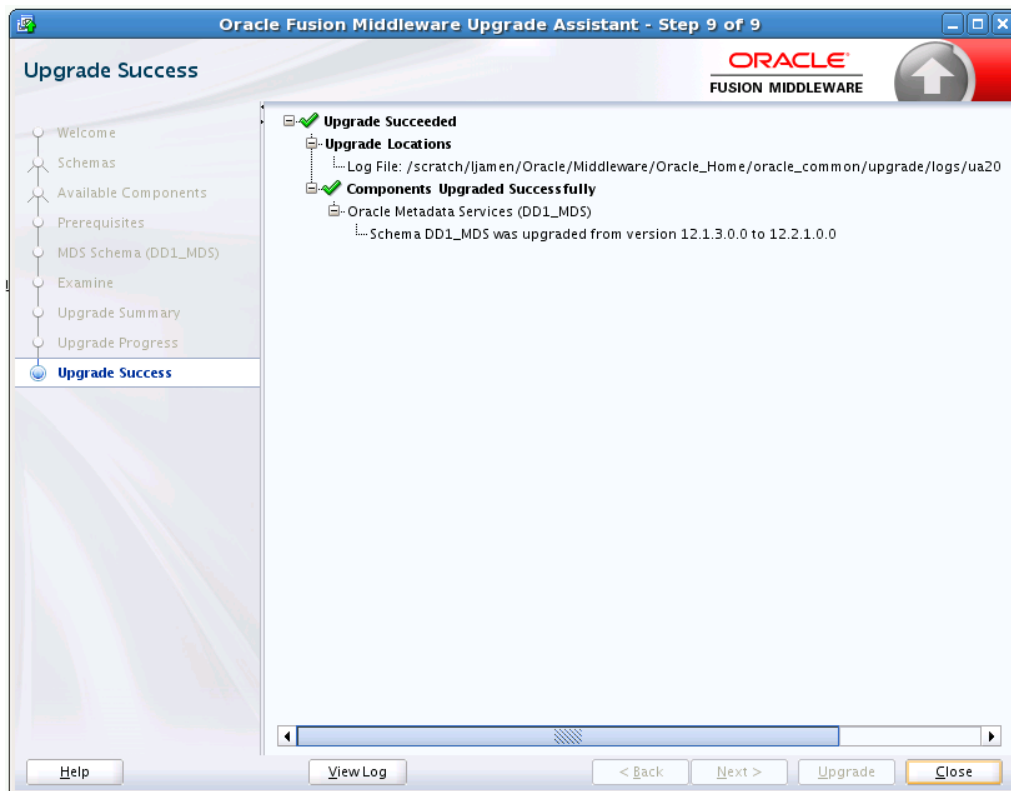 Oracle Fusion Middleware Upgrade Assistant - Step 9 of 9
Upgrade Success
ORACLE
FUSION MIDDLEWARE
Welcome
Schemas
Available Components
Prerequisites
MDS Schema (DD1_MDS)
Examine
Upgrade Summary
Upgrade Progress
Upgrade Success
Upgrade Succeeded
Upgrade Locations
Log File: /scratch/ljamen/Oracle/Middleware/Oracle_Home/oracle_common/upgrade/logs/ua20
Components Upgraded Successfully
Oracle Metadata Services (DD1_MDS)
Schema DD1_MDS was upgraded from version 12.1.3.0.0 to 12.2.1.0.0
Help
View Log
< Back
Next >
Upgrade
Close